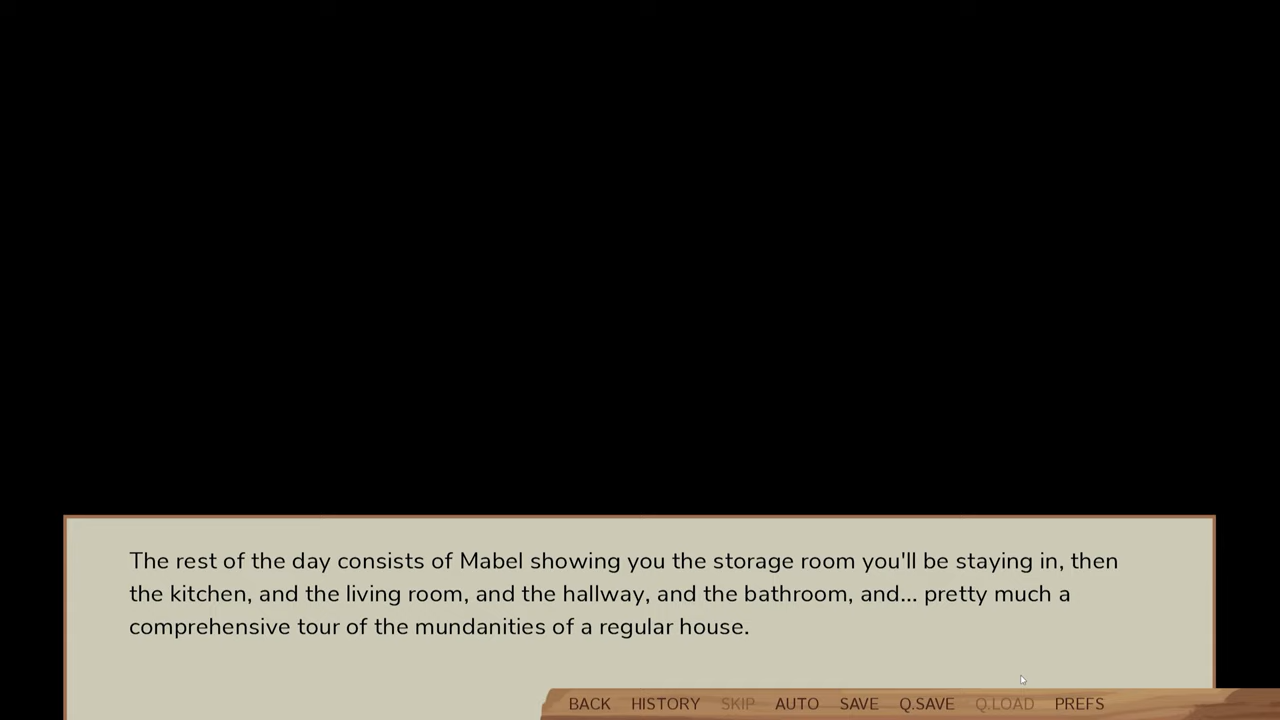 The rest of the day consists of Mabel showing you the storage room you'll be staying in, then
the kitchen, and the living room, and the hallway, and the bathroom, and... pretty much a
comprehensive tour of the mundanities of a regular house.
BACK HISTORY SKIP AUTO SAVE Q.SAVE Q.LOAD PREFS